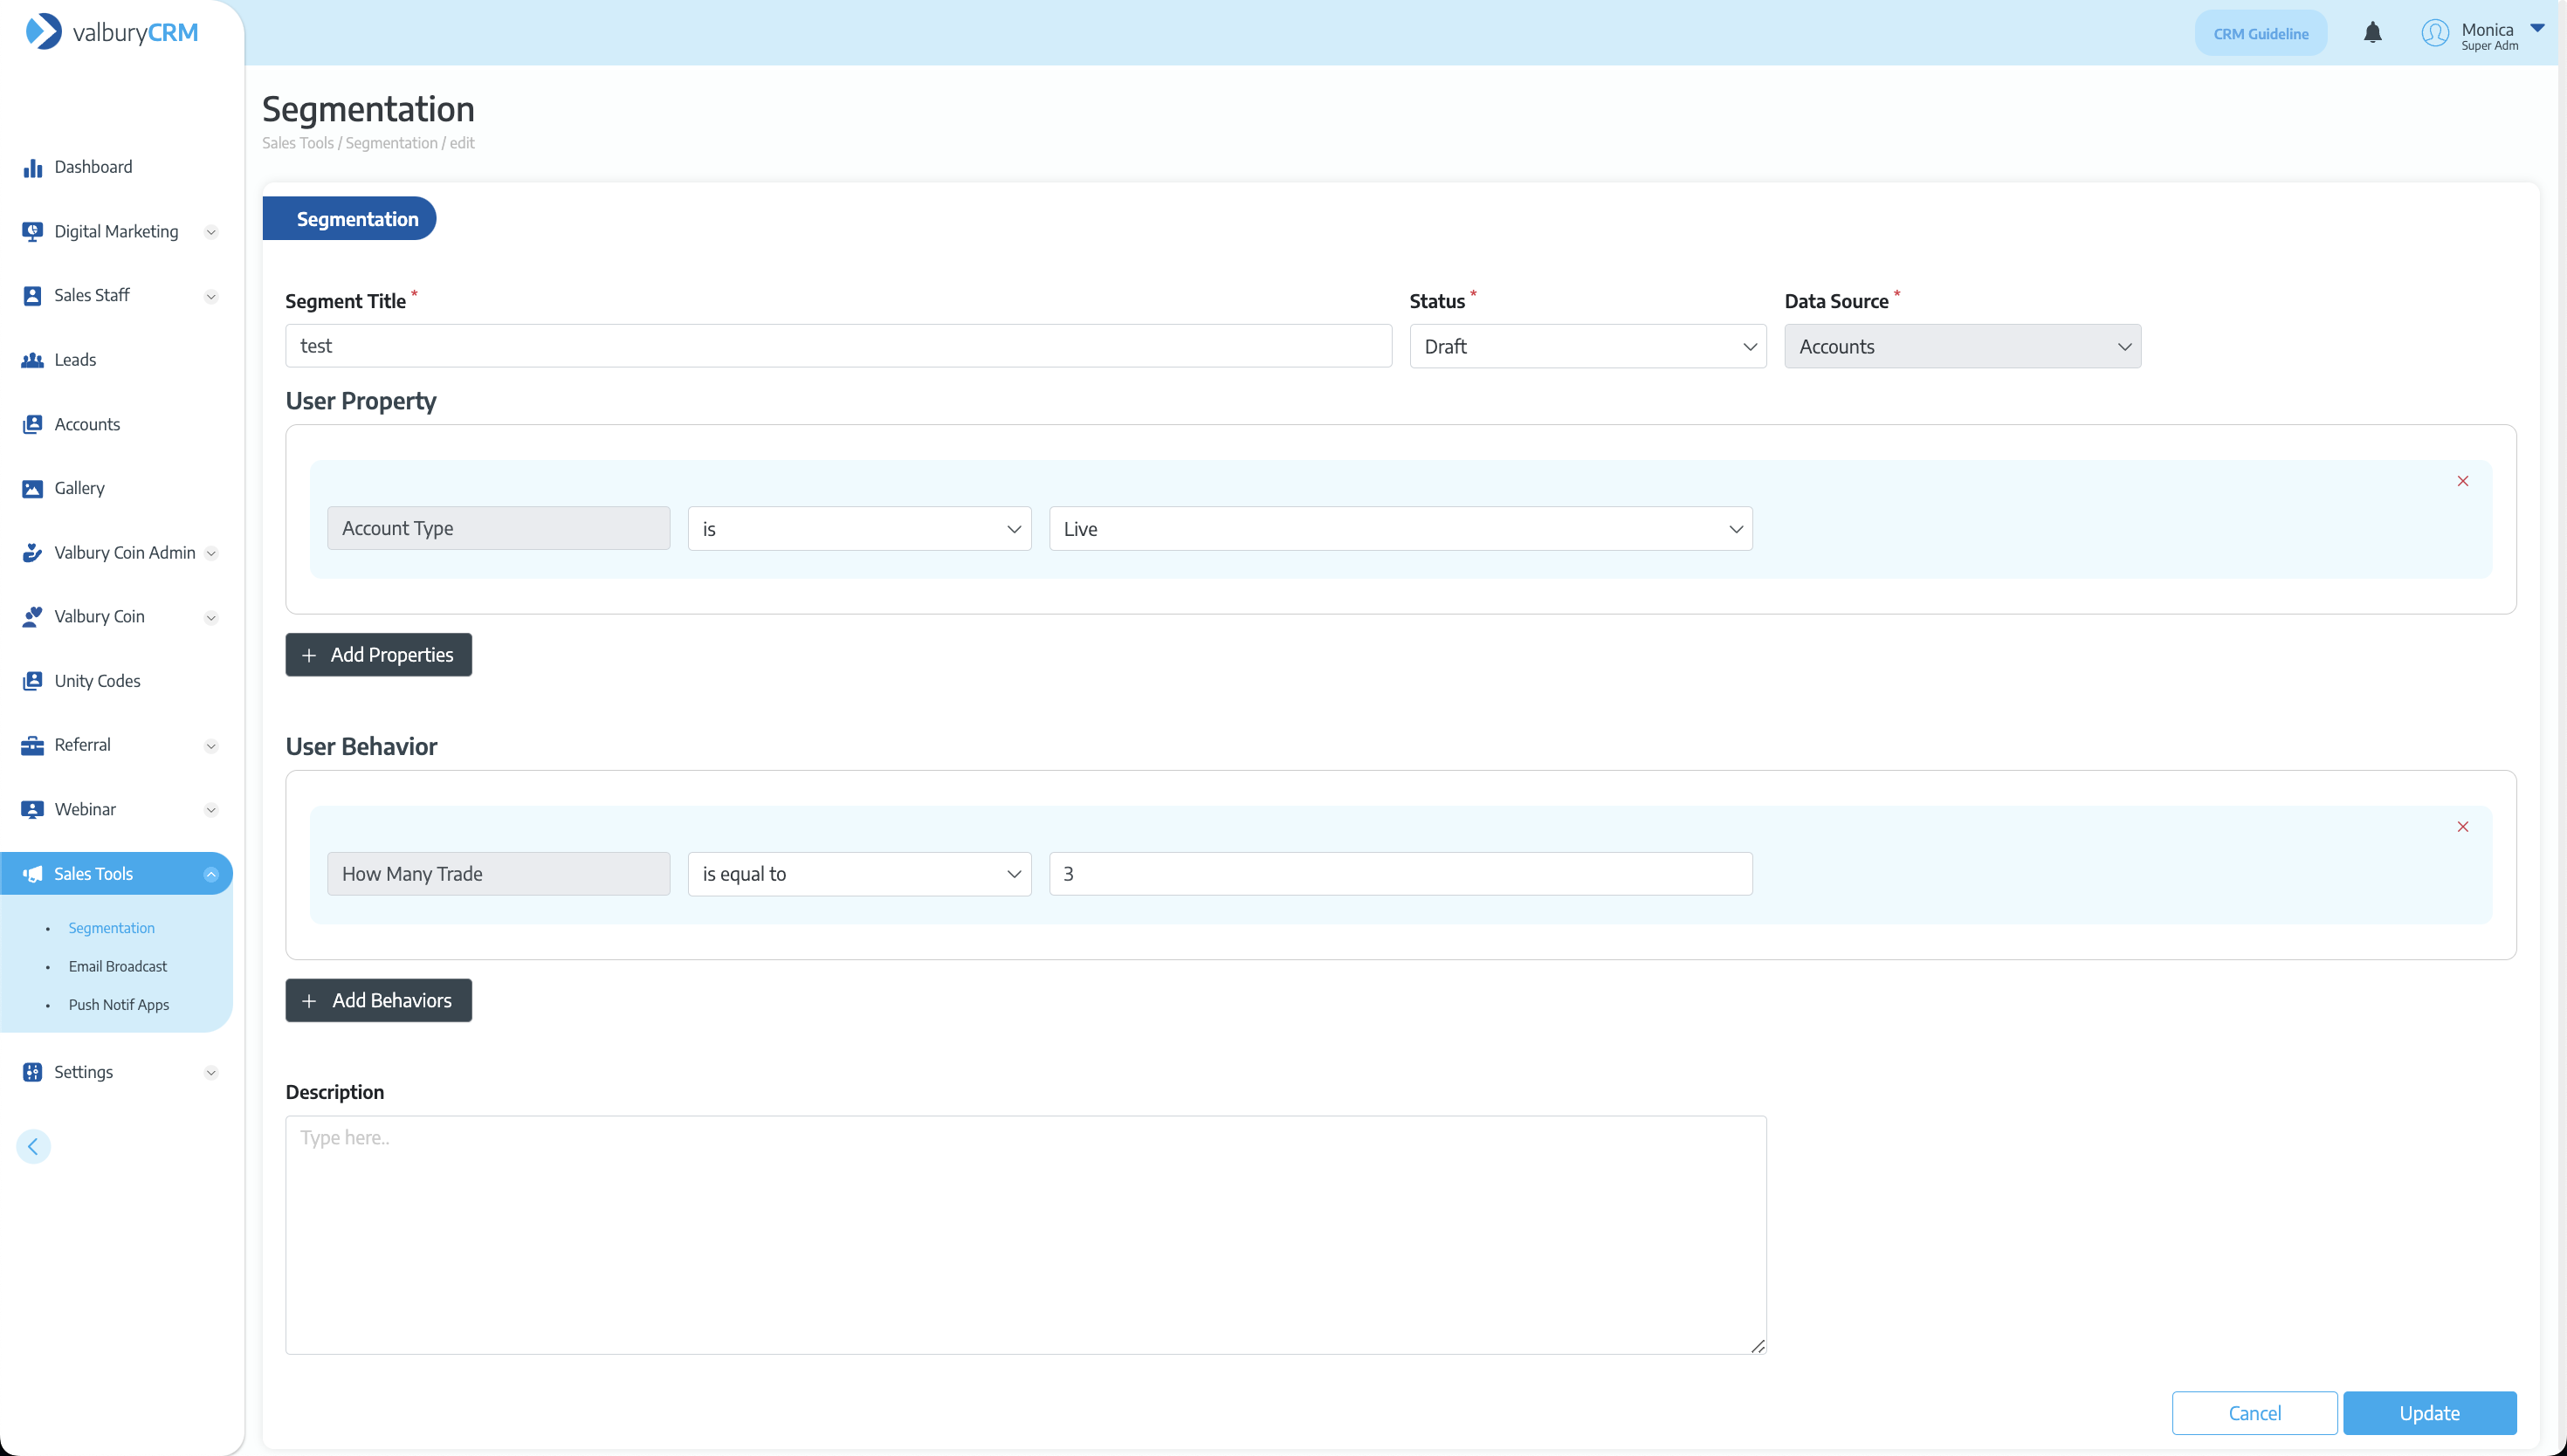 valburyCRM
CRM Guideline
Monica
Super Adm
Segmentation
Sales Tools / Segmentation / edit
Dashboard
Digital Marketing
Sales Staff
Leads
Accounts
Gallery
Valbury Coin Admin
Valbury Coin
Unity Codes
Referral
Webinar
Sales Tools
Segmentation
Email Broadcast
Push Notif Apps
Settings
Segmentation
Segment Title *
Status *
Data Source *
test
Draft
Accounts
User Property
Account Type
is
Live
+ Add Properties
User Behavior
How Many Trade
is equal to
3
+ Add Behaviors
Description
Type here..
Cancel
Update